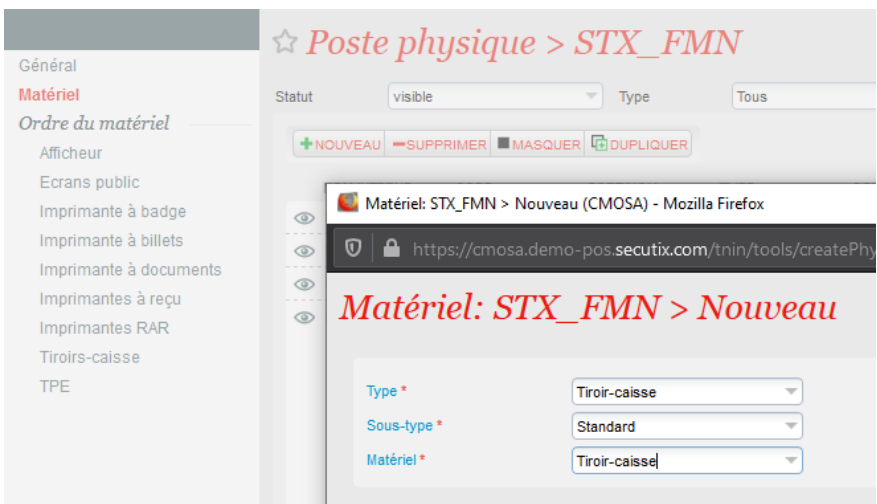 Poste physique > STX_FMN
Général
Matériel
Ordre du matériel
Afficheur
Ecrans public
Imprimante à badge
Imprimante à billets
Imprimante à documents
Imprimantes à reçu
Imprimantes RAR
Tiroirs-caisse
TPE
Statut visible Type Tous
NOUVEAU SUPPRIMER MASQUER DUPLIQUER
Matériel: STX_FMN > Nouveau (CMOSA) - Mozilla Firefox
https://cmosa.demo-pos.secutix.com/tnin/tools/createPhy
Matériel: STX_FMN > Nouveau
Type * Tiroir-caisse
Sous-type * Standard
Matériel * Tiroir-caisse